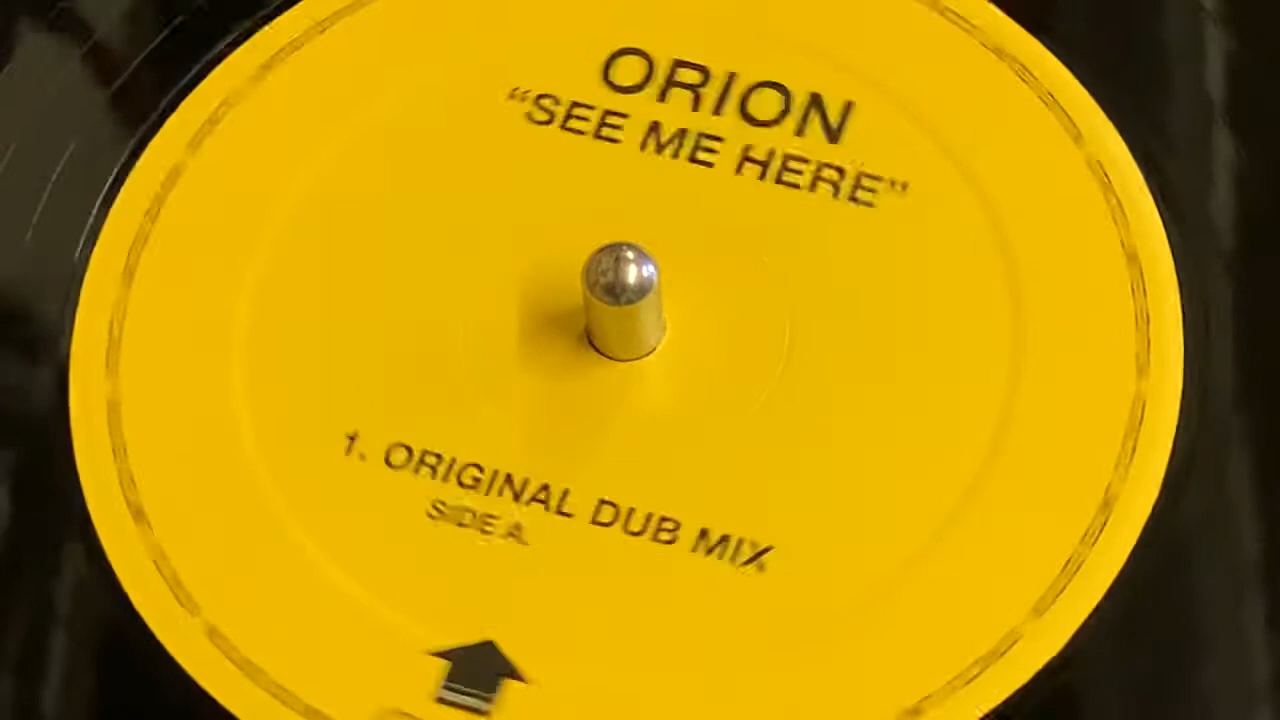 ORION
“SEE ME HERE”
1. ORIGINAL DUB MIX
SIDE A.